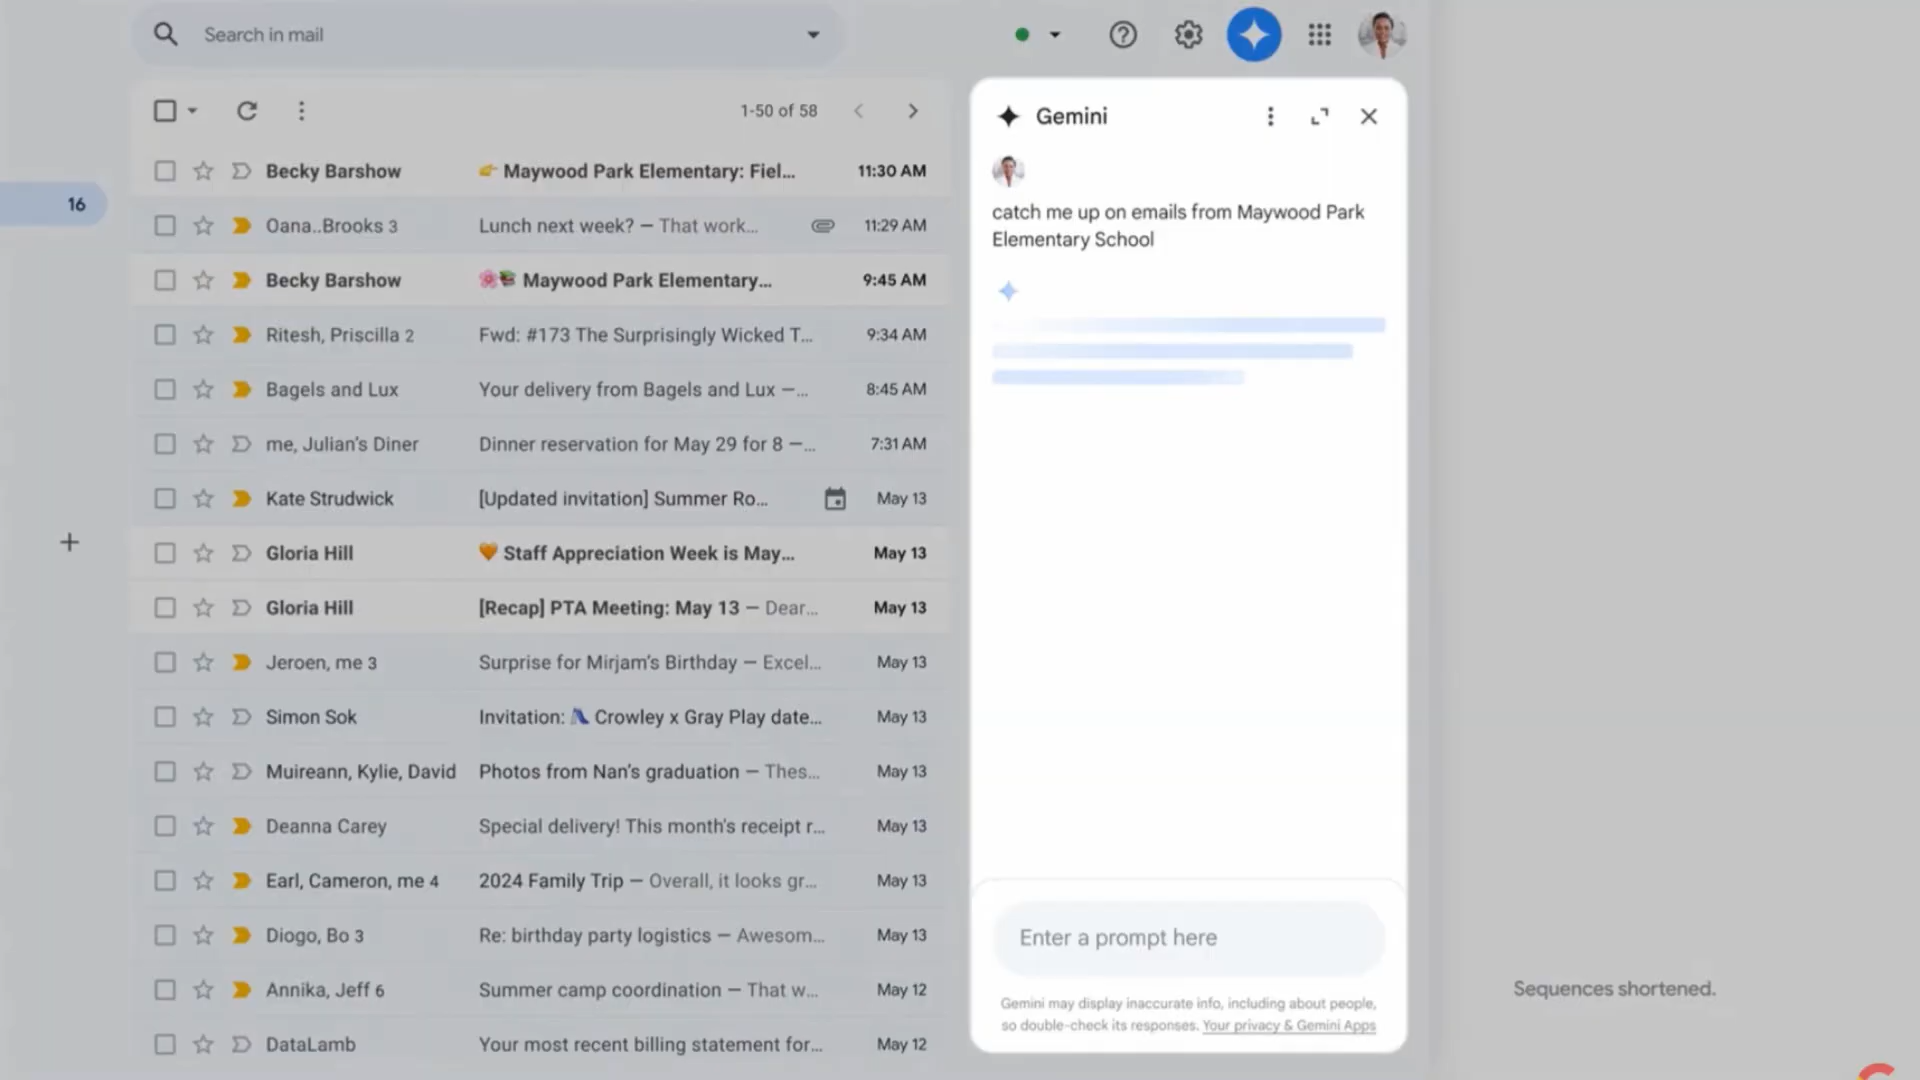 Search in mail
1-50 of 58
16
Becky Barshow Maywood Park Elementary: Fiel... 11:30 AM
Oana..Brooks 3 Lunch next week? – That work... 11:29 AM
Becky Barshow Maywood Park Elementary... 9:45 AM
Ritesh, Priscilla 2 Fwd: #173 The Surprisingly Wicked T... 9:34 AM
Bagels and Lux Your delivery from Bagels and Lux –... 8:45 AM
me, Julian's Diner Dinner reservation for May 29 for 8 –... 7:31 AM
Kate Strudwick [Updated invitation] Summer Ro... May 13
Gloria Hill 🧡 Staff Appreciation Week is May... May 13
Gloria Hill [Recap] PTA Meeting: May 13 – Dear... May 13
Jeroen, me 3 Surprise for Mirjam's Birthday – Excel... May 13
Simon Sok Invitation: Crowley x Gray Play date... May 13
Muireann, Kylie, David Photos from Nan's graduation – Thes... May 13
Deanna Carey Special delivery! This month's receipt r... May 13
Earl, Cameron, me 4 2024 Family Trip – Overall, it looks gr... May 13
Diogo, Bo 3 Re: birthday party logistics – Awesom... May 13
Annika, Jeff 6 Summer camp coordination – That w... May 12
DataLamb Your most recent billing statement for... May 12
Gemini
catch me up on emails from Maywood Park
Elementary School
Enter a prompt here
Gemini may display inaccurate info, including about people,
so double-check its responses. Your privacy & Gemini Apps
Sequences shortened.